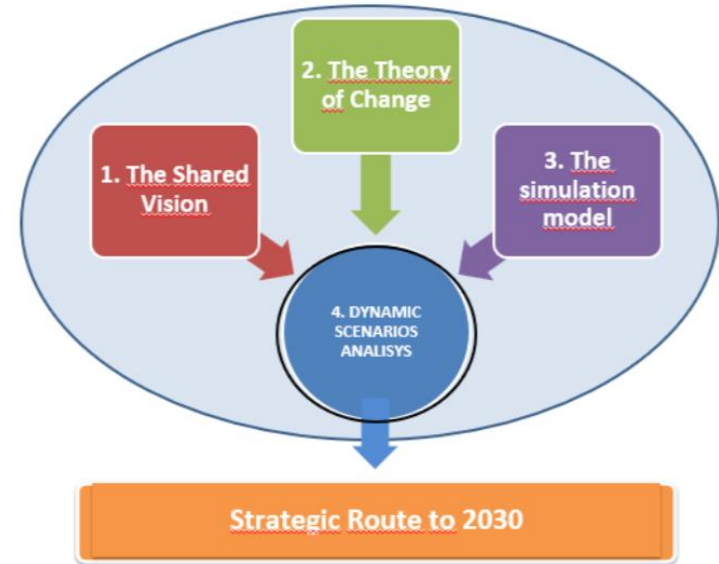 1. The Shared
Vision
2. The Theory
of Change
3. The
simulation
model
4. DYNAMIC
SCENARIOS
ANALISYS
Strategic Route to 2030